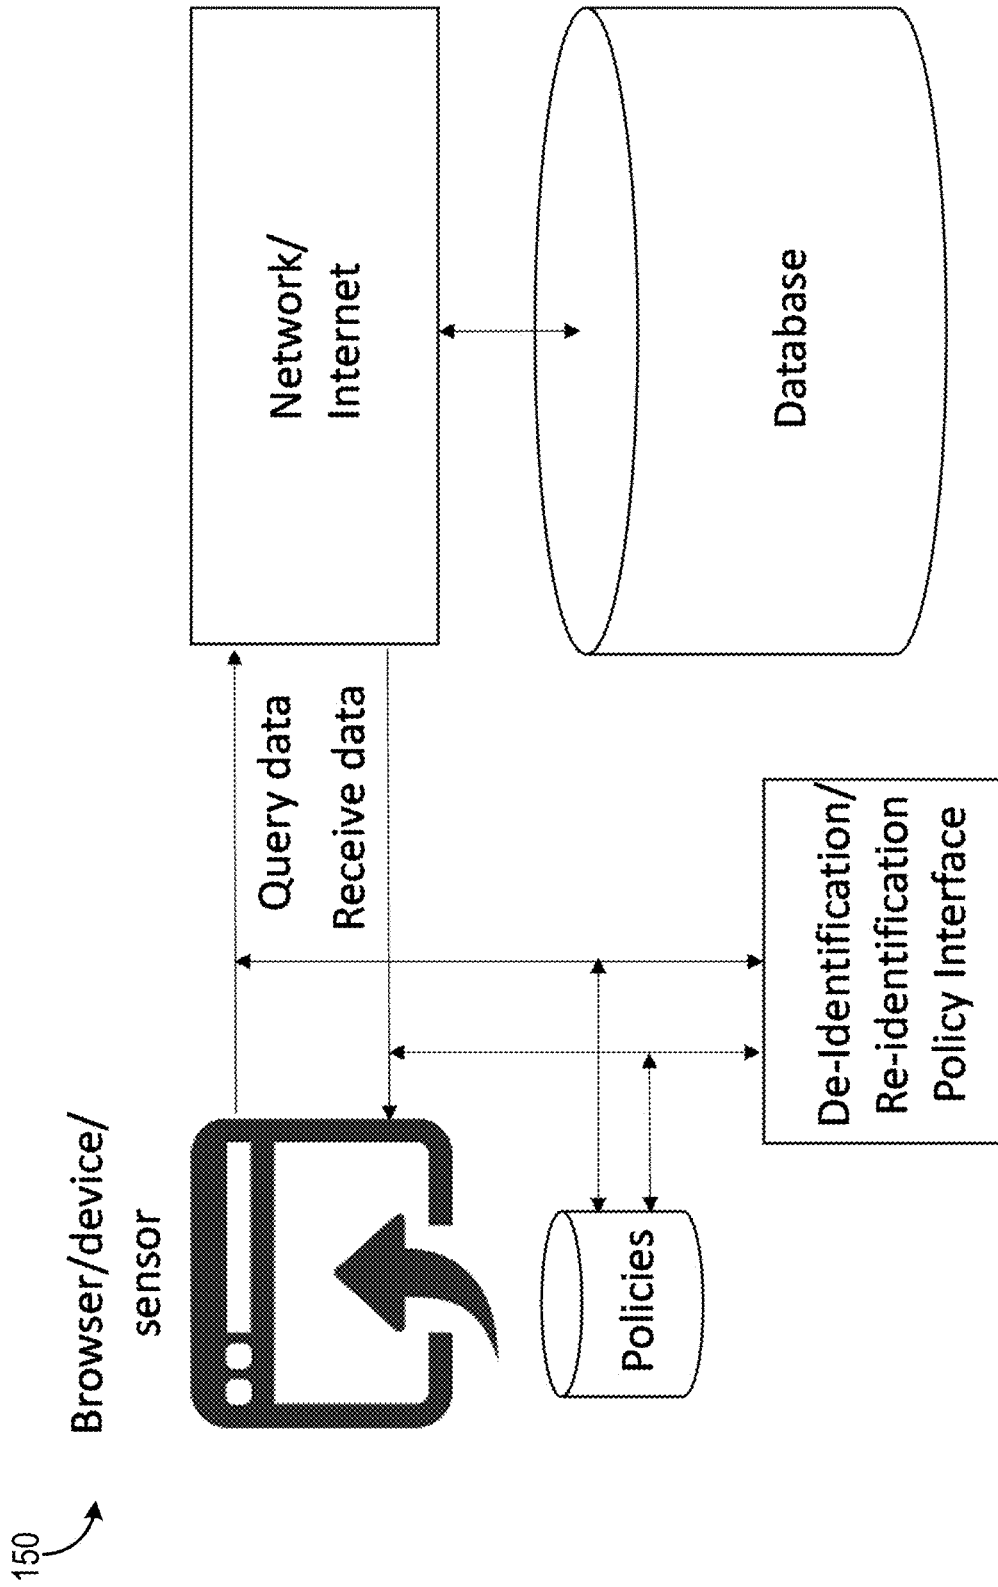 150
Browser/device/
sensor
Query data
Receive data
Network/
Internet
Policies
De-Identification/
Re-identification
Policy Interface
Database